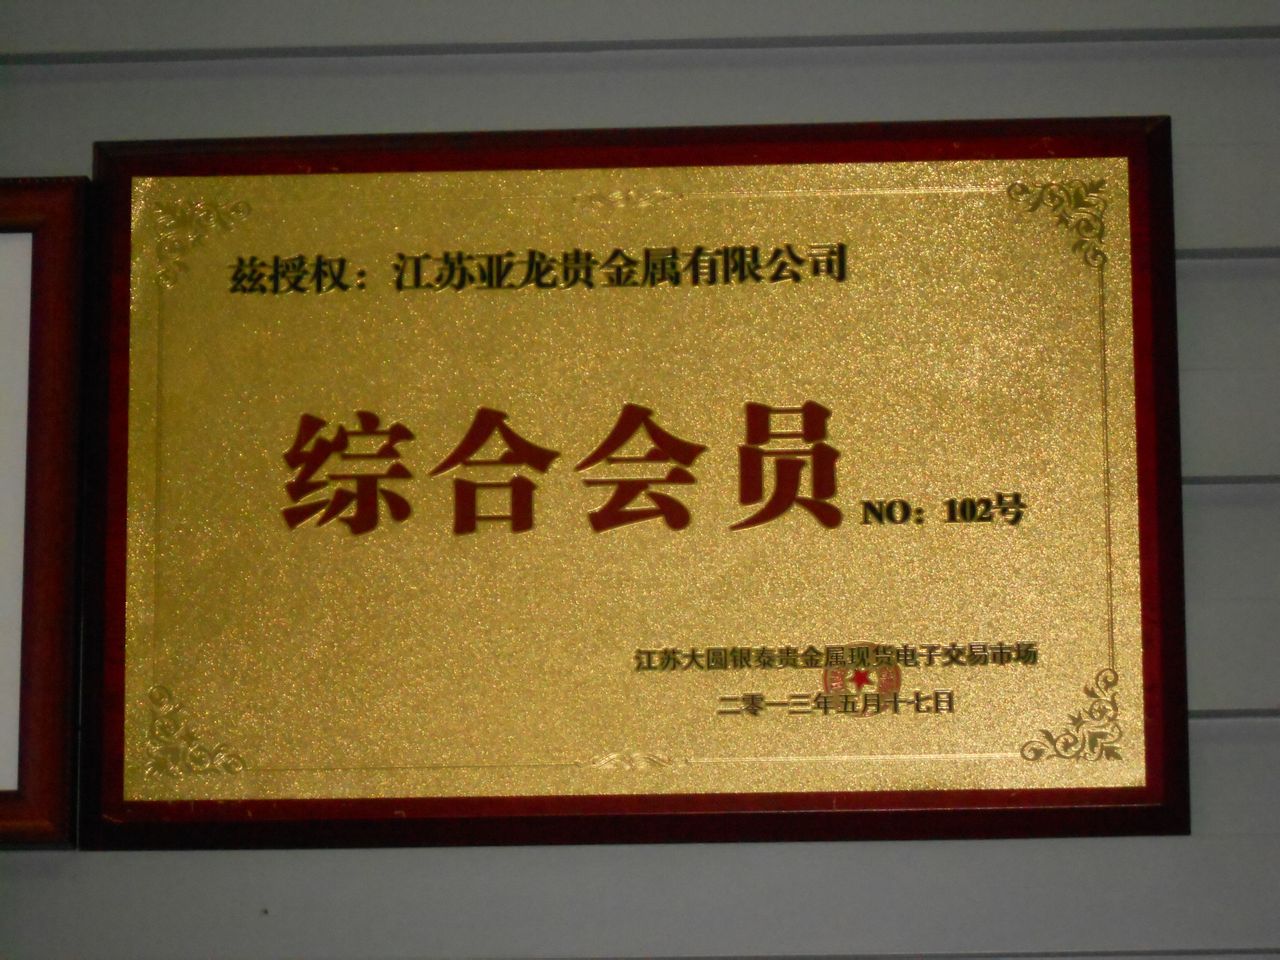 兹授权：江苏亚龙贵金属有限公司
综合会员 NO：102号
江苏大圆银泰贵金属现货电子交易市场
二零一三年五月十七日